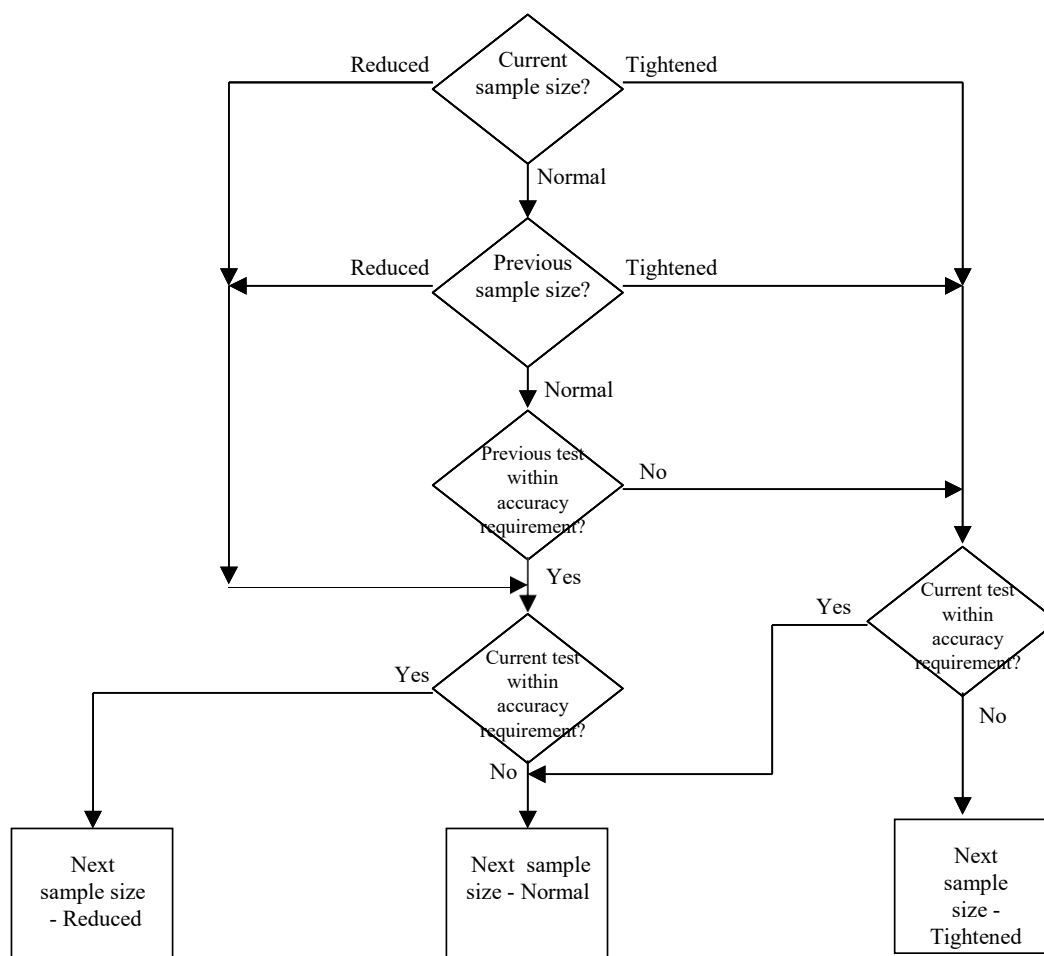 Reduced
Current
sample size?
Tightened
Normal
Reduced
Previous
sample size?
Tightened
Normal
Previous test
within
accuracy
requirement?
No
Yes
Current test
within
accuracy
requirement?
Yes
No
Current test
within
accuracy
requirement?
Yes
No
Next
sample size
- Reduced
Next sample
size - Normal
Next
sample
size -
Tightened